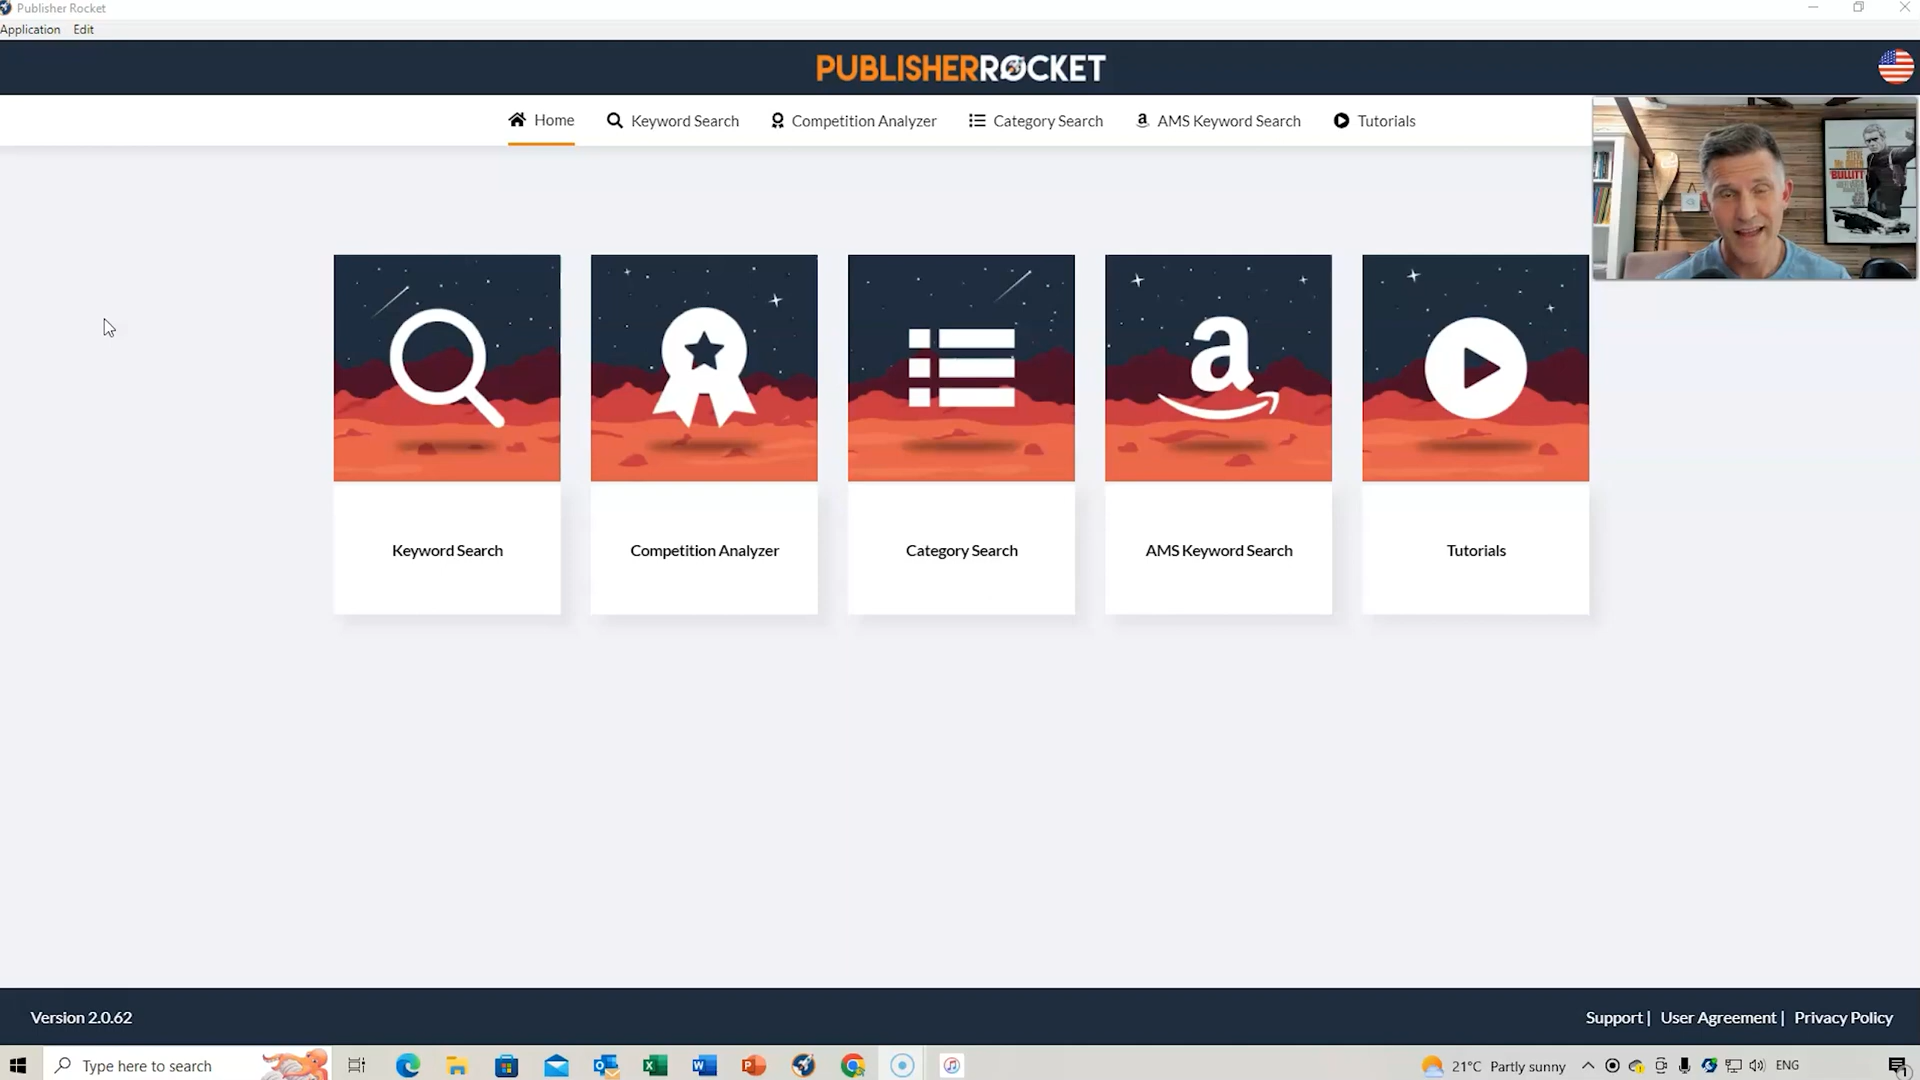 Publisher Rocket
Application Edit
PUBLISHERROCKET
Home Keyword Search Competition Analyzer Category Search AMS Keyword Search Tutorials
BULLITT
Keyword Search
Competition Analyzer
Category Search
AMS Keyword Search
Tutorials
Version 2.0.62
Support | User Agreement | Privacy Policy
Type here to search
21°C Partly sunny
ENG